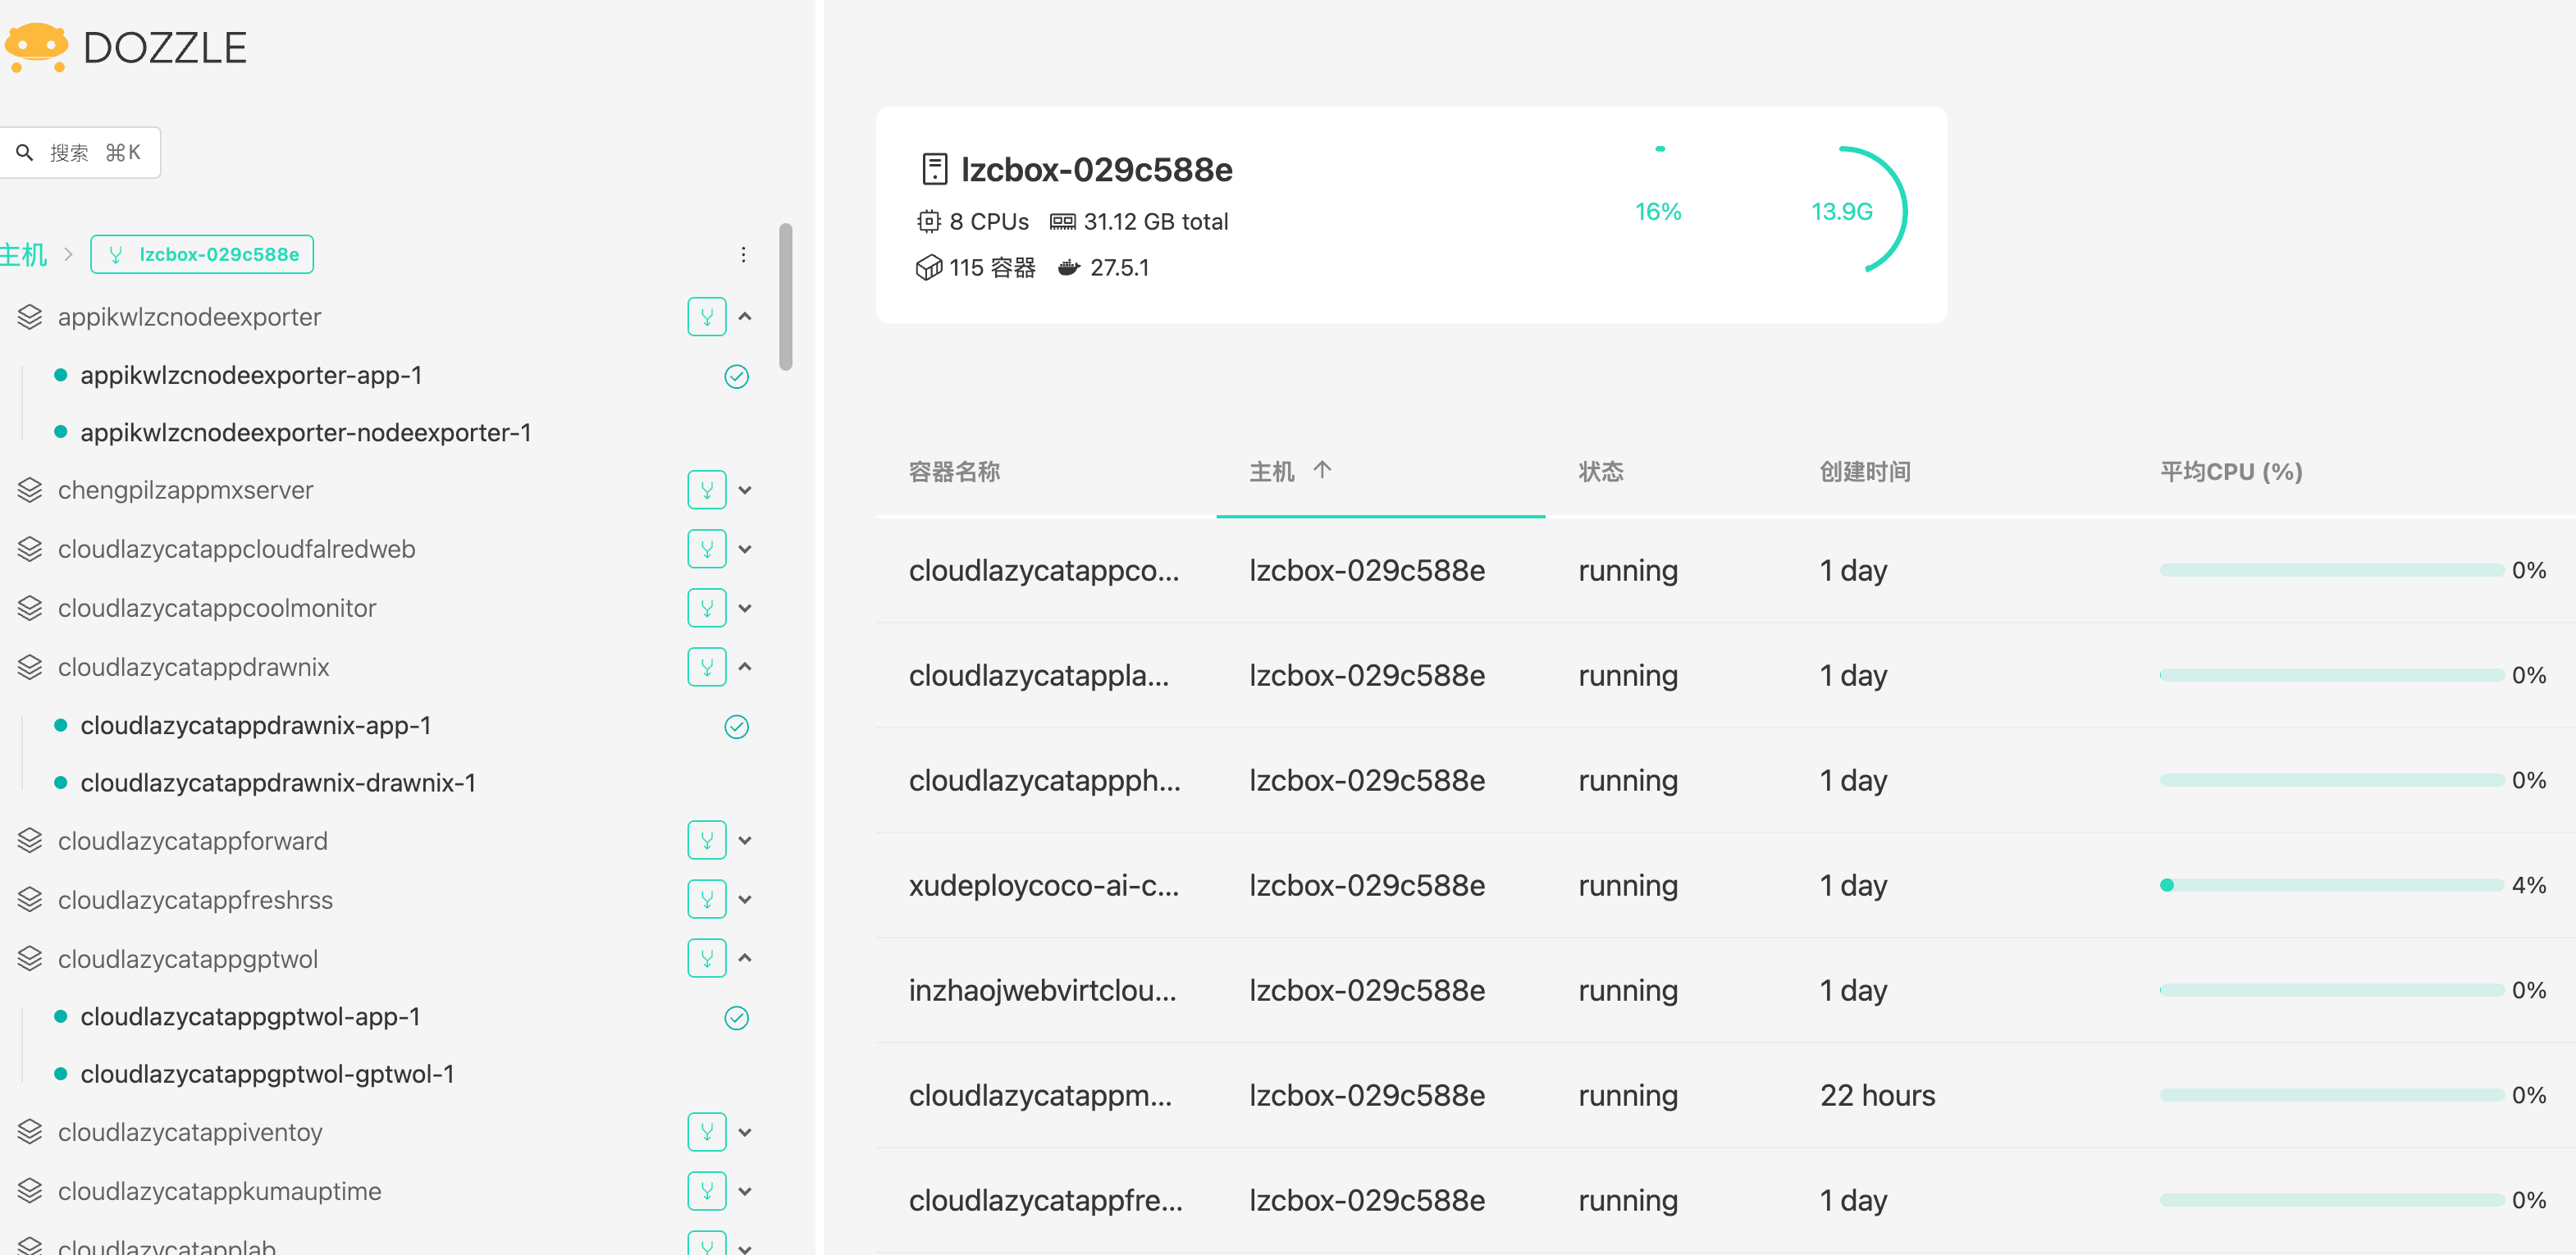 DOZZLE
搜索 ⌘K
主机 > lzcbox-029c588e
appikwlzcnodeexporter
appikwlzcnodeexporter-app-1
appikwlzcnodeexporter-nodeexporter-1
chengpilzappmxserver
cloudlazycatappcloudfalredweb
cloudlazycatappcoolmonitor
cloudlazycatappdrawnix
cloudlazycatappdrawnix-app-1
cloudlazycatappdrawnix-drawnix-1
cloudlazycatappforward
cloudlazycatappfreshrss
cloudlazycatappgptwol
cloudlazycatappgptwol-app-1
cloudlazycatappgptwol-gptwol-1
cloudlazycatappiventoy
cloudlazycatappkumauptime
cloudlazycatapplab
lzcbox-029c588e
8 CPUs 31.12 GB total
115 容器 27.5.1
16%
13.9G
容器名称 主机 状态 创建时间 平均CPU (%)
cloudlazycatappco... lzcbox-029c588e running 1 day 0%
cloudlazycatappla... lzcbox-029c588e running 1 day 0%
cloudlazycatappph... lzcbox-029c588e running 1 day 0%
xudeploycoco-ai-c... lzcbox-029c588e running 1 day 4%
inzhaojwebvirtclou... lzcbox-029c588e running 1 day 0%
cloudlazycatappm... lzcbox-029c588e running 22 hours 0%
cloudlazycatappfre... lzcbox-029c588e running 1 day 0%